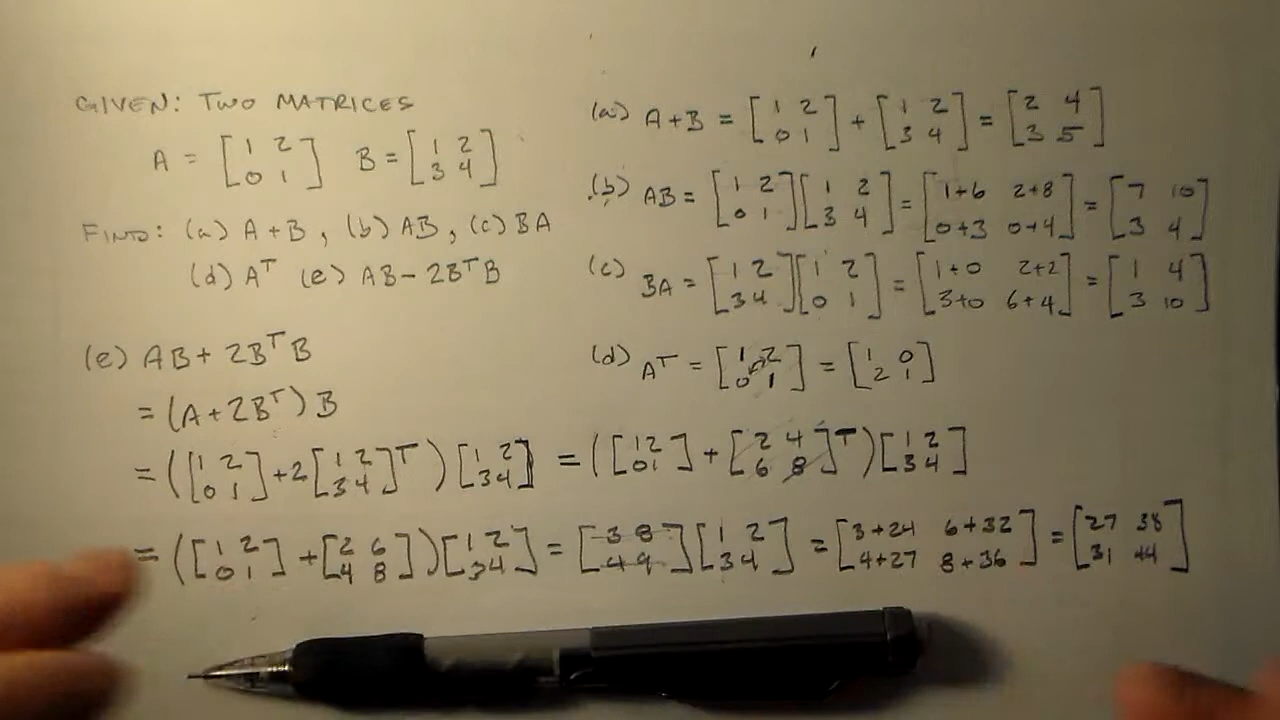 GIVEN: TWO MATRICES
A = [1 2; 0 1] B = [1 2; 3 4]
FIND: (a) A+B, (b) AB, (c) BA
(d) Aᵀ (e) AB - 2BᵀB
(a) A+B = [1 2; 0 1] + [1 2; 3 4] = [2 4; 3 5]
(b) AB = [1 2; 0 1][1 2; 3 4] = [1+6 2+8; 0+3 0+4] = [7 10; 3 4]
(c) BA = [1 2; 3 4][1 2; 0 1] = [1+0 2+2; 3+0 6+4] = [1 4; 3 10]
(d) Aᵀ = [1 2; 0 1] = [1 0; 2 1]
(e) AB + 2BᵀB
= (A + 2Bᵀ) B
= ([1 2; 0 1] + 2[1 2; 3 4]ᵀ)[1 2; 3 4] = ([1 2; 0 1] + [2 4; 6 8]ᵀ)[1 2; 3 4]
= ([1 2; 0 1] + [2 6; 4 8])[1 2; 3 4] = [3 8; 4 9][1 2; 3 4] = [3+24 6+32; 4+27 8+36] = [27 38; 31 44]